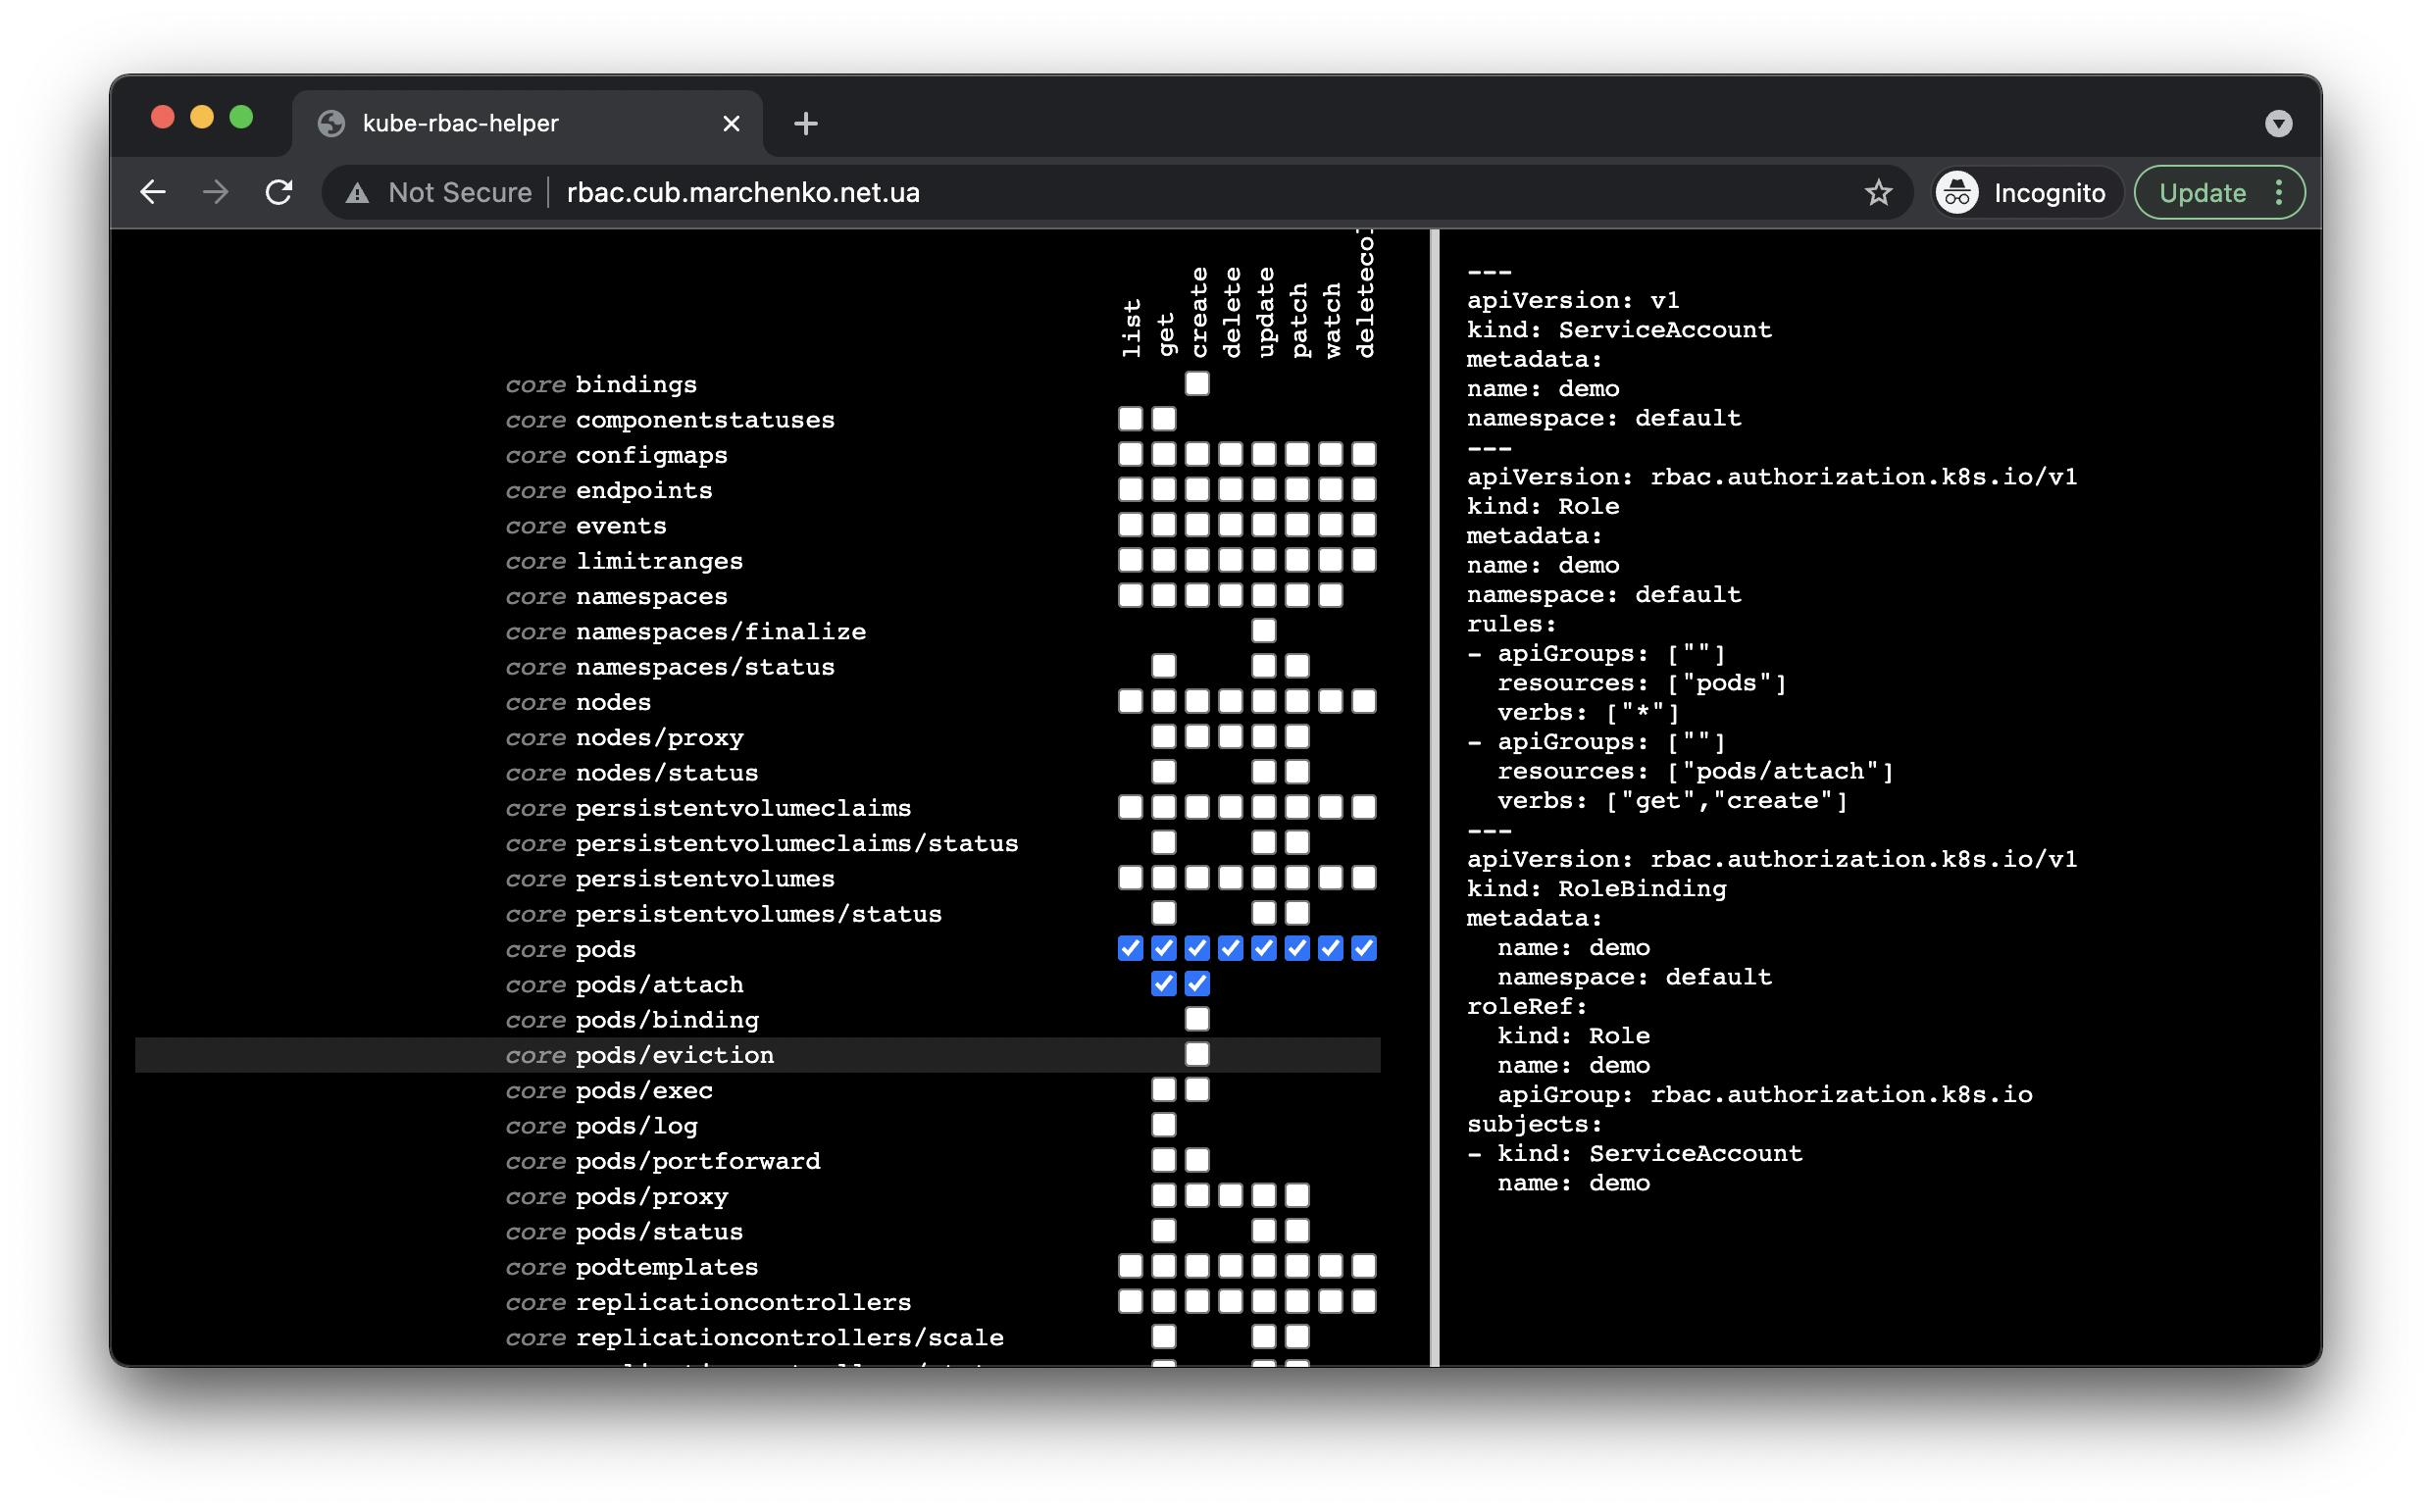 kube-rbac-helper
Not Secure
rbac.cub.marchenko.net.ua
Incognito
Update
list
get
create
delete
update
patch
watch
core bindings
core componentstatuses
core configmaps
core endpoints
core events
core limitranges
core namespaces
core namespaces/finalize
core namespaces/status
core nodes
core nodes/proxy
core nodes/status
core persistentvolumeclaims
core persistentvolumeclaims/status
core persistentvolumes
core persistentvolumes/status
core pods
core pods/attach
core pods/binding
core pods/eviction
core pods/exec
core pods/log
core pods/portforward
core pods/proxy
core pods/status
core podtemplates
core replicationcontrollers
core replicationcontrollers/scale
---
apiVersion: v1
kind: ServiceAccount
metadata:
name: demo
namespace: default
---
apiVersion: rbac.authorization.k8s.io/v1
kind: Role
metadata:
name: demo
namespace: default
rules:
- apiGroups: [""]
  resources: ["pods"]
  verbs: ["*"]
- apiGroups: [""]
  resources: ["pods/attach"]
  verbs: ["get","create"]
---
apiVersion: rbac.authorization.k8s.io/v1
kind: RoleBinding
metadata:
  name: demo
  namespace: default
roleRef:
  kind: Role
  name: demo
  apiGroup: rbac.authorization.k8s.io
subjects:
- kind: ServiceAccount
  name: demo